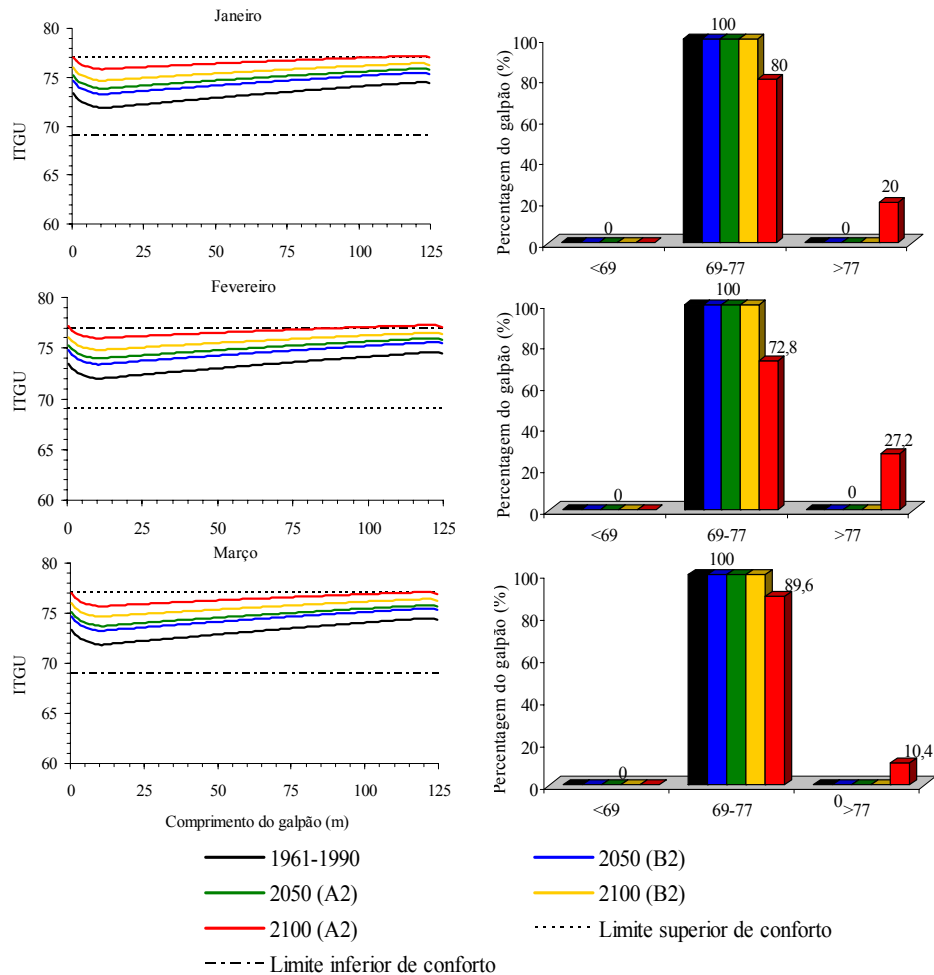 Janeiro
80
75
70
65
60
ITGU
0 25 50 75 100 125
Percentagem do galpão (%)
100%
80
60
40
20
0
0
100
80
0
20
<69 69-77 >77
Fevereiro
80
75
70
65
60
ITGU
0 25 50 75 100 125
Percentagem do galpão (%)
100%
80
60
40
20
0
0
100
72,8
0
27,2
<69 69-77 >77
Março
80
75
70
65
60
ITGU
0 25 50 75 100 125
Comprimento do galpão (m)
Percentagem do galpão (%)
100%
80
60
40
20
0
0
100
89,6
0
10,4
<69 69-77 >77
1961-1990
2050 (B2)
2050 (A2)
2100 (B2)
2100 (A2)
Limite superior de conforto
Limite inferior de conforto